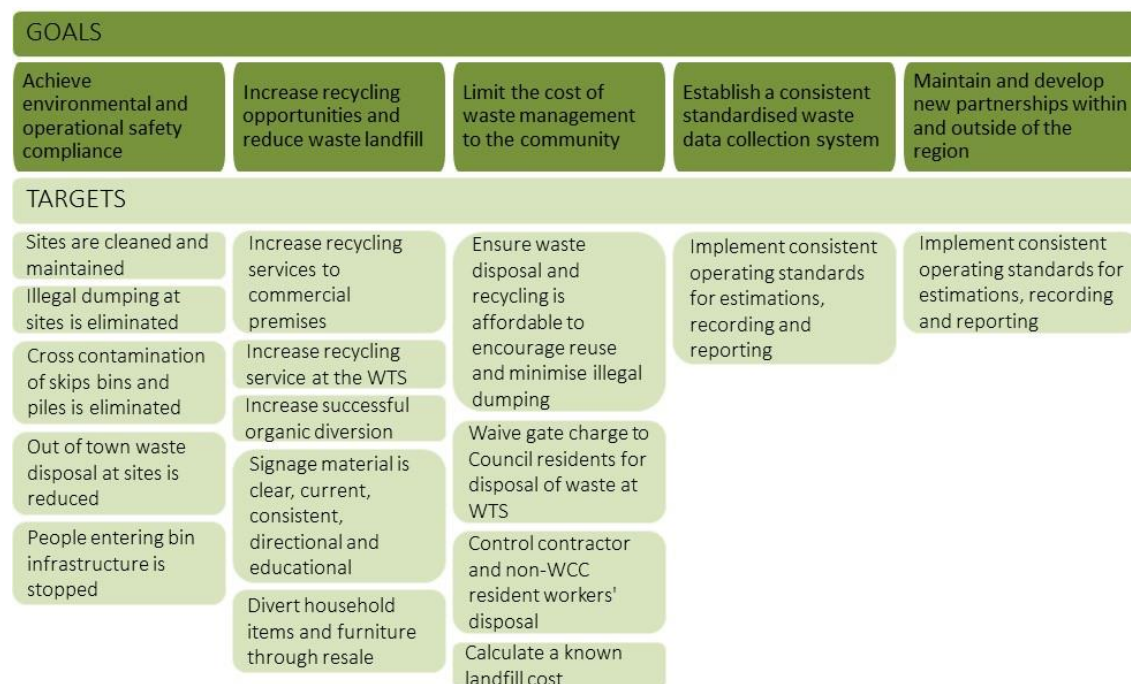 GOALS
Achieve
environmental and
operational safety
compliance
Increase recycling
opportunities and
reduce waste landfill
Limit the cost of
waste management
to the community
Establish a consistent
standardised waste
data collection system
Maintain and develop
new partnerships within
and outside of the
region
TARGETS
Sites are cleaned and
maintained
Illegal dumping at
sites is eliminated
Cross contamination
of skips bins and
piles is eliminated
Out of town waste
disposal at sites is
reduced
People entering bin
infrastructure is
stopped
Increase recycling
services to
commercial
premises
Increase recycling
service at the WTS
Increase successful
organic diversion
Signage material is
clear, current,
consistent,
directional and
educational
Divert household
items and furniture
through resale
Ensure waste
disposal and
recycling is
affordable to
encourage reuse
and minimise illegal
dumping
Waive gate charge to
Council residents for
disposal of waste at
WTS
Control contractor
and non-WCC
resident workers'
disposal
Calculate a known
landfill cost
Implement consistent
operating standards
for estimations,
recording and
reporting
Implement consistent
operating standards for
estimations, recording
and reporting